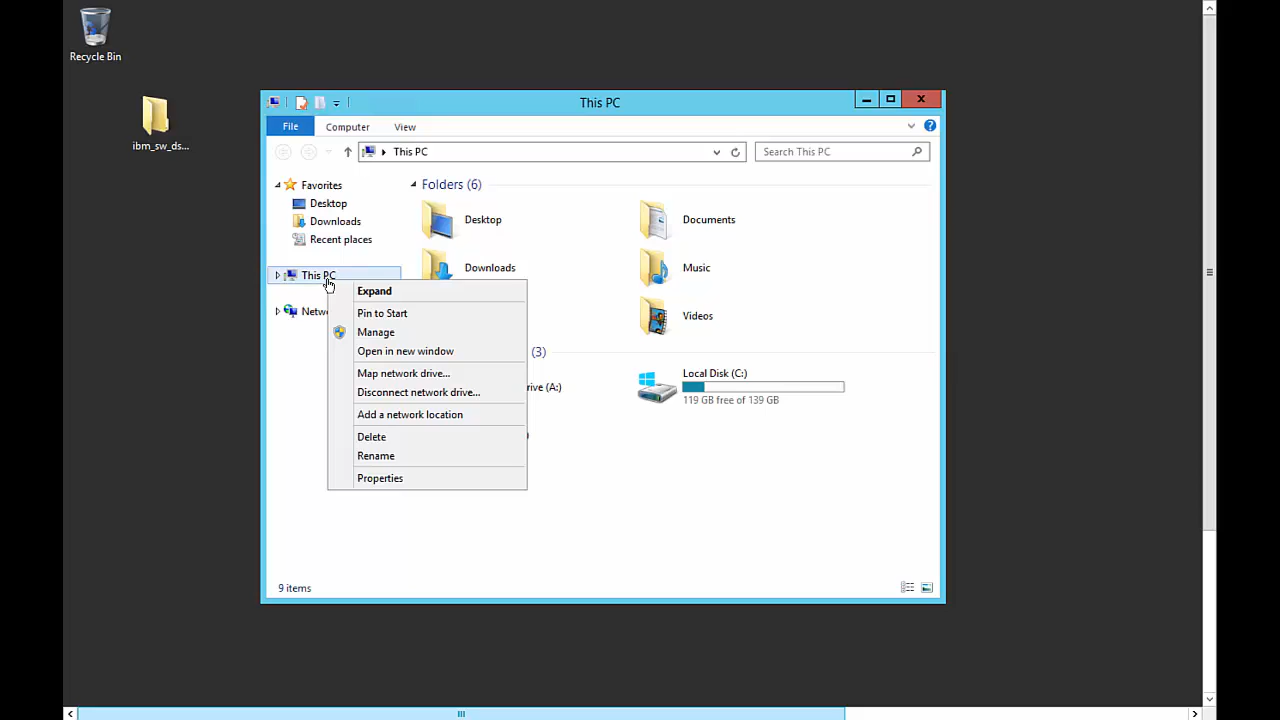 Recycle Bin
ibm_sw_ds...
This PC
File
Computer
View
This PC
Search This PC
Favorites
Desktop
Downloads
Recent places
This PC
Netwo
Folders (6)
Desktop
Documents
Downloads
Music
Videos
Expand
Pin to Start
Manage
Open in new window
Map network drive...
Disconnect network drive...
Add a network location
Delete
Rename
Properties
(3)
rive (A:)
Local Disk (C:)
119 GB free of 139 GB
9 items